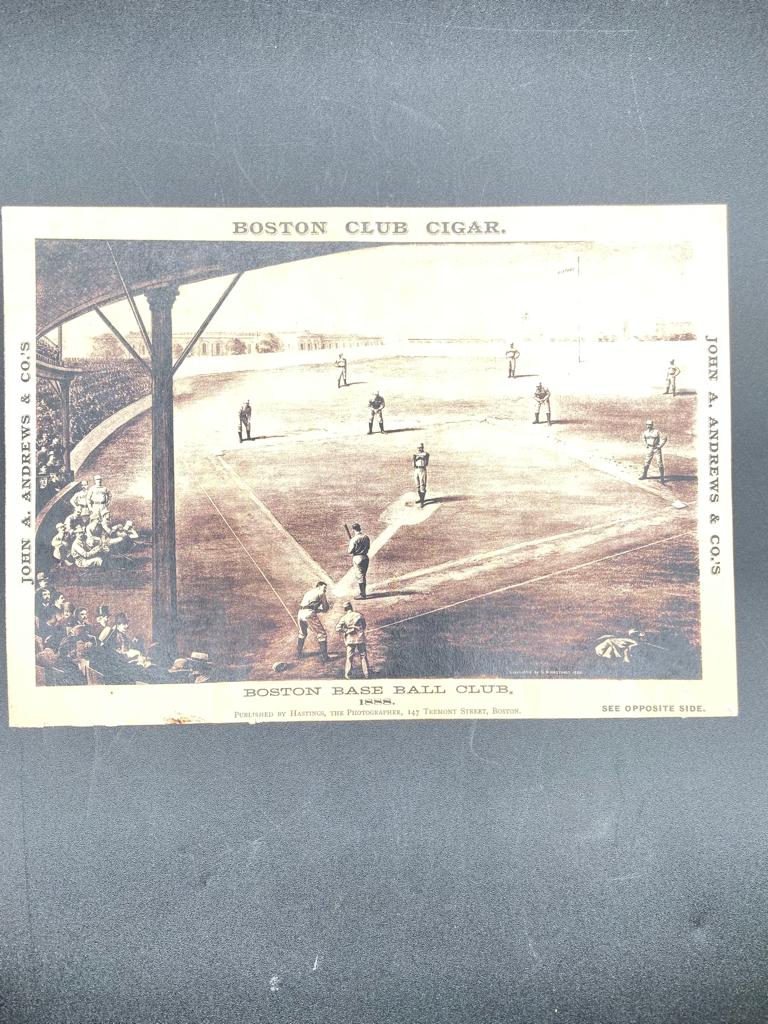 BOSTON CLUB CIGAR.
JOHN A. ANDREWS & CO.'S
JOHN A. ANDREWS & CO.'S
BOSTON BASE BALL CLUB.
1888.
PUBLISHED BY HASTINGS, THE PHOTOGRAPHER, 147 TREMONT STREET, BOSTON.
SEE OPPOSITE SIDE.